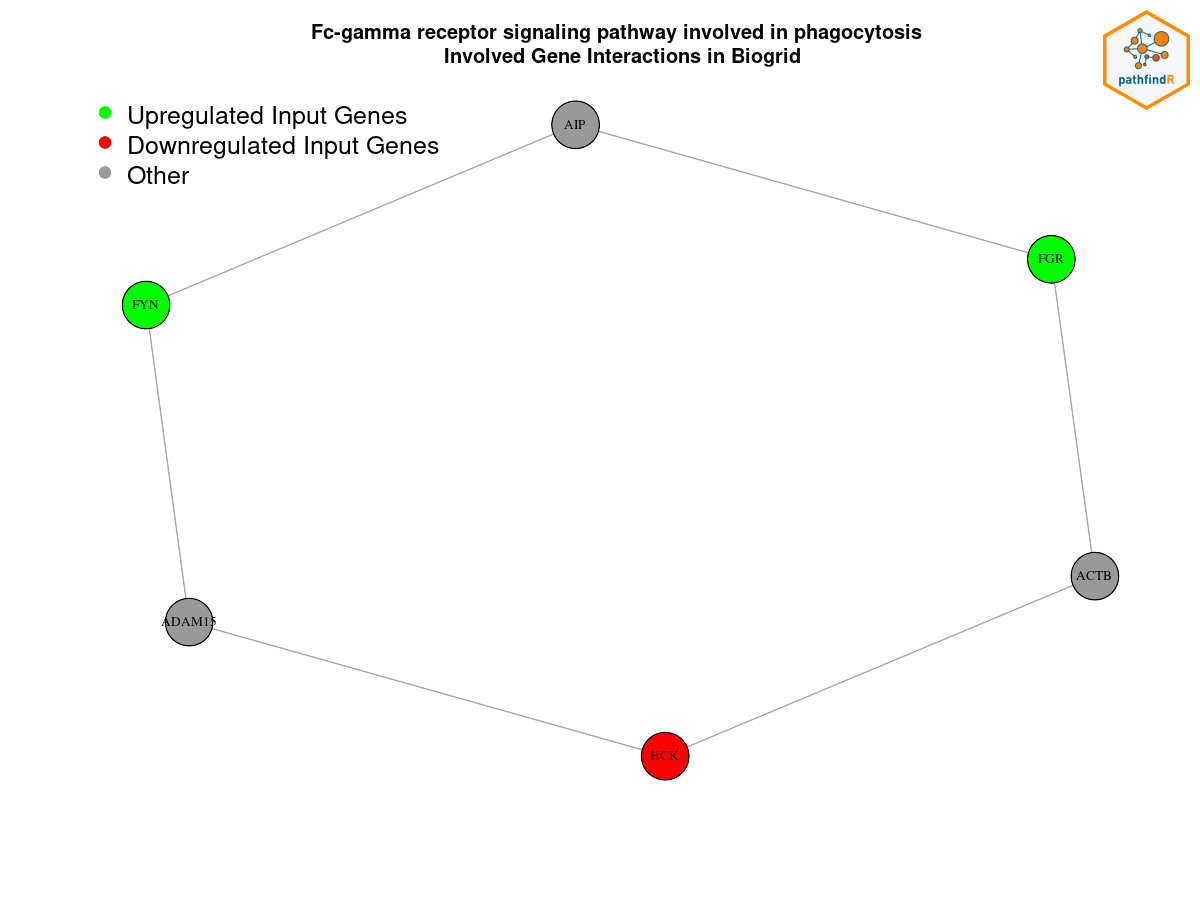 Fc-gamma receptor signaling pathway involved in phagocytosis
Involved Gene Interactions in Biogrid
pathfindR
Upregulated Input Genes
Downregulated Input Genes
Other
AIP
FGR
FYN
ACTB
ADAM15
HCK